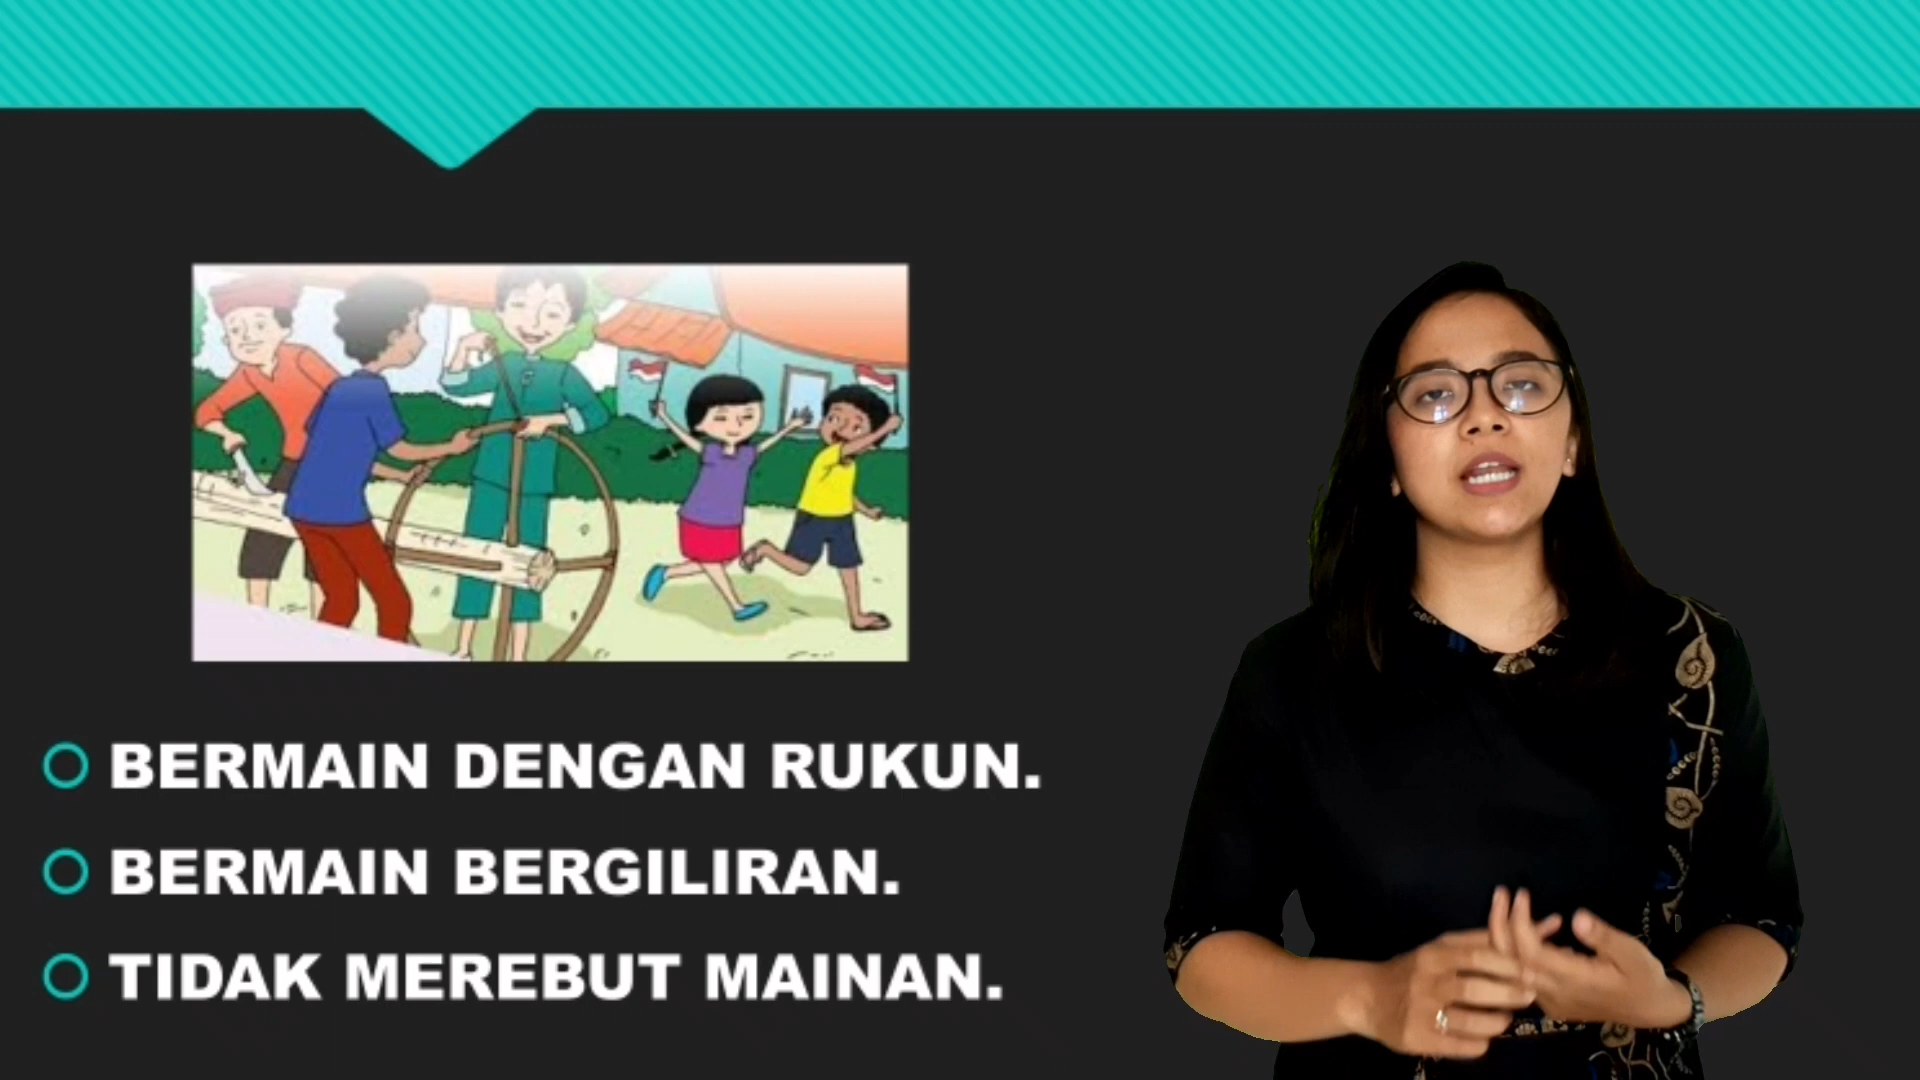 BERMAIN DENGAN RUKUN.
BERMAIN BERGILIRAN.
TIDAK MEREBUT MAINAN.